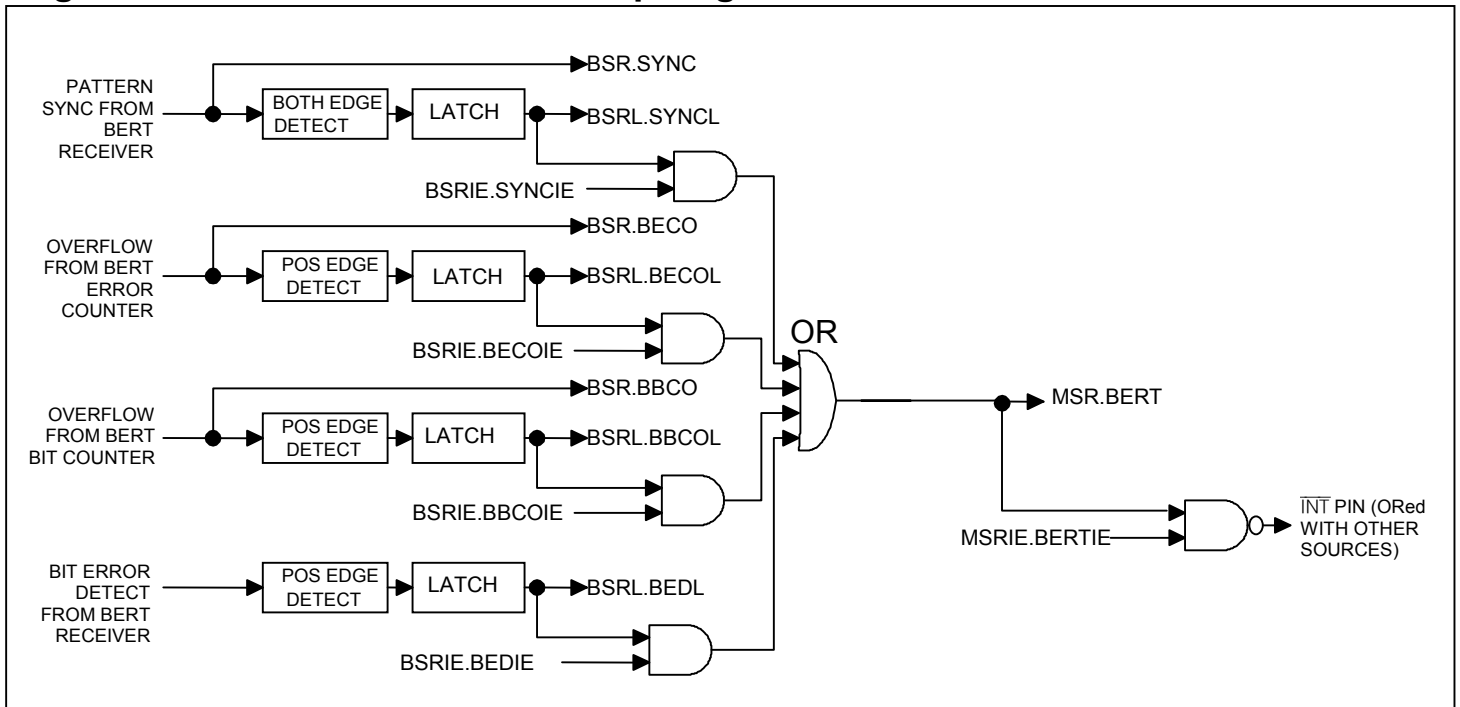 BSR.SYNC
PATTERN
SYNC FROM
BERT
RECEIVER
BOTH EDGE
DETECT
LATCH
BSRL.SYNCL
BSRIE.SYNCIE
BSR.BECO
OVERFLOW
FROM BERT
ERROR
COUNTER
POS EDGE
DETECT
LATCH
BSRL.BECOL
BSRIE.BECOIE
OR
BSR.BBCO
OVERFLOW
FROM BERT
BIT COUNTER
POS EDGE
DETECT
LATCH
BSRL.BBCOL
BSRIE.BBCOIE
MSR.BERT
MSRIE.BERTIE
INT PIN (ORed
WITH OTHER
SOURCES)
BIT ERROR
DETECT
FROM BERT
RECEIVER
POS EDGE
DETECT
LATCH
BSRL.BEDL
BSRIE.BEDIE